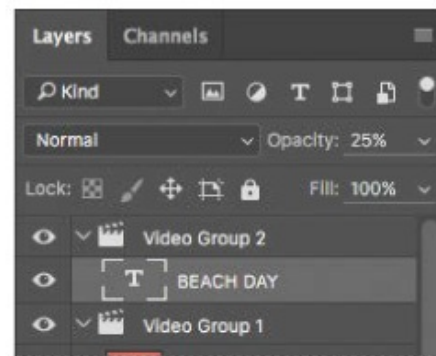 Layers Channels
Kind
Normal Opacity: 25%
Lock: Fill: 100%
Video Group 2
T BEACH DAY
Video Group 1